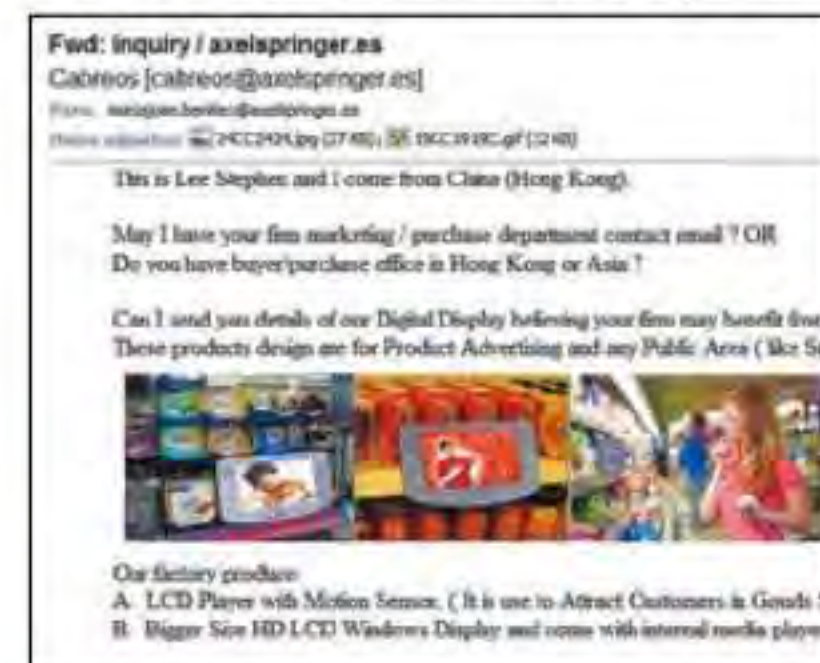 Fwd: inquiry / axelspringer.es
Cabreos [cabreos@axelspringer.es]
This is Lee Stephen and I come from China (Hong Kong).
May I have your firm marketing / purchase department contact email ? OR
Do you have buyer/purchase office in Hong Kong or Asia ?
Can I send you details of our Digital Display believing your firm may benefit from
These products design are for Product Advertising and any Public Area ( like
Our factory produce
A. LCD Player with Motion Sensor. ( It is use to Attract Customers in Goods
B. Bigger Size HD LCD Windows Display and come with internal media player